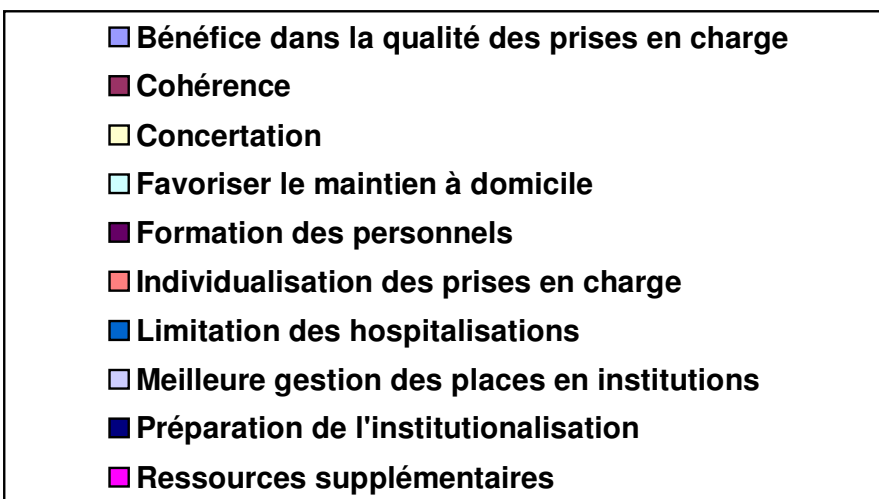 Bénéfice dans la qualité des prises en charge
Cohérence
Concertation
Favoriser le maintien à domicile
Formation des personnels
Individualisation des prises en charge
Limitation des hospitalisations
Meilleure gestion des places en institutions
Préparation de l'institutionalisation
Ressources supplémentaires